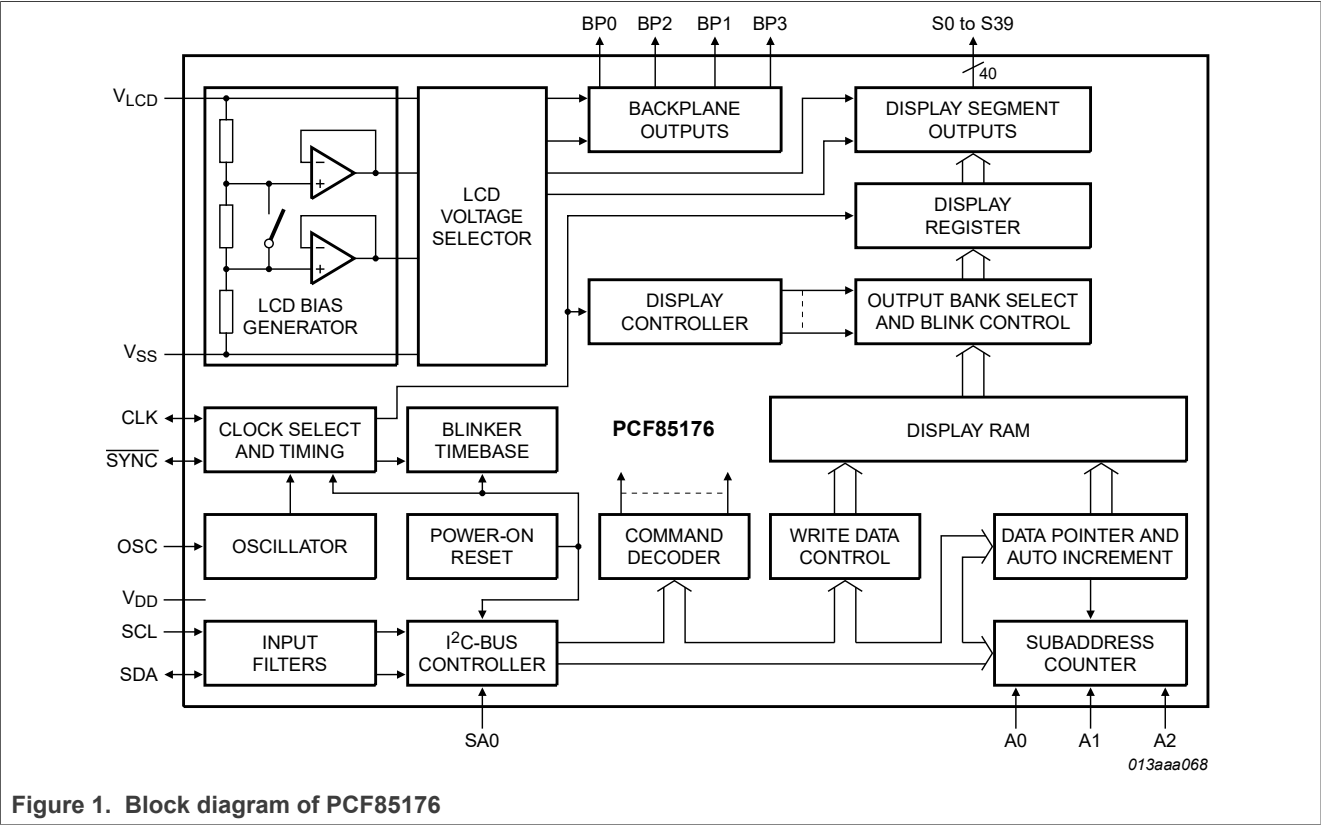 BP0 BP2 BP1 BP3 S0 to S39
40
VLCD
BACKPLANE
OUTPUTS
DISPLAY SEGMENT
OUTPUTS
−
+
LCD
VOLTAGE
SELECTOR
DISPLAY
REGISTER
−
+
LCD BIAS
GENERATOR
DISPLAY
CONTROLLER
OUTPUT BANK SELECT
AND BLINK CONTROL
VSS
CLK
SYNC
CLOCK SELECT
AND TIMING
BLINKER
TIMEBASE
PCF85176
DISPLAY RAM
OSC
OSCILLATOR
POWER-ON
RESET
COMMAND
DECODER
WRITE DATA
CONTROL
DATA POINTER AND
AUTO INCREMENT
VDD
SCL
SDA
INPUT
FILTERS
I2C-BUS
CONTROLLER
SUBADDRESS
COUNTER
SA0 A0 A1 A2
013aaa068
Figure 1. Block diagram of PCF85176